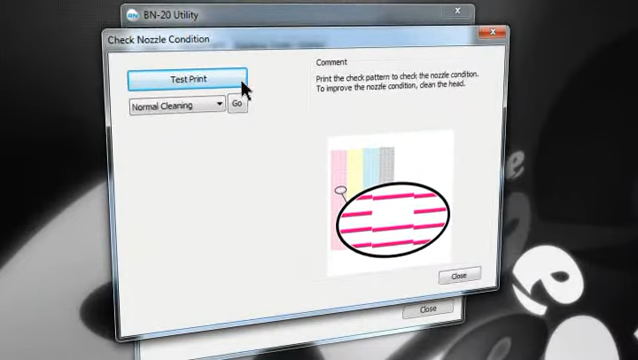 BN-20 Utility
Check Nozzle Condition
Test Print
Normal Cleaning
Go
Comment
Print the check pattern to check the nozzle condition.
To improve the nozzle condition, clean the head.
Close
Close